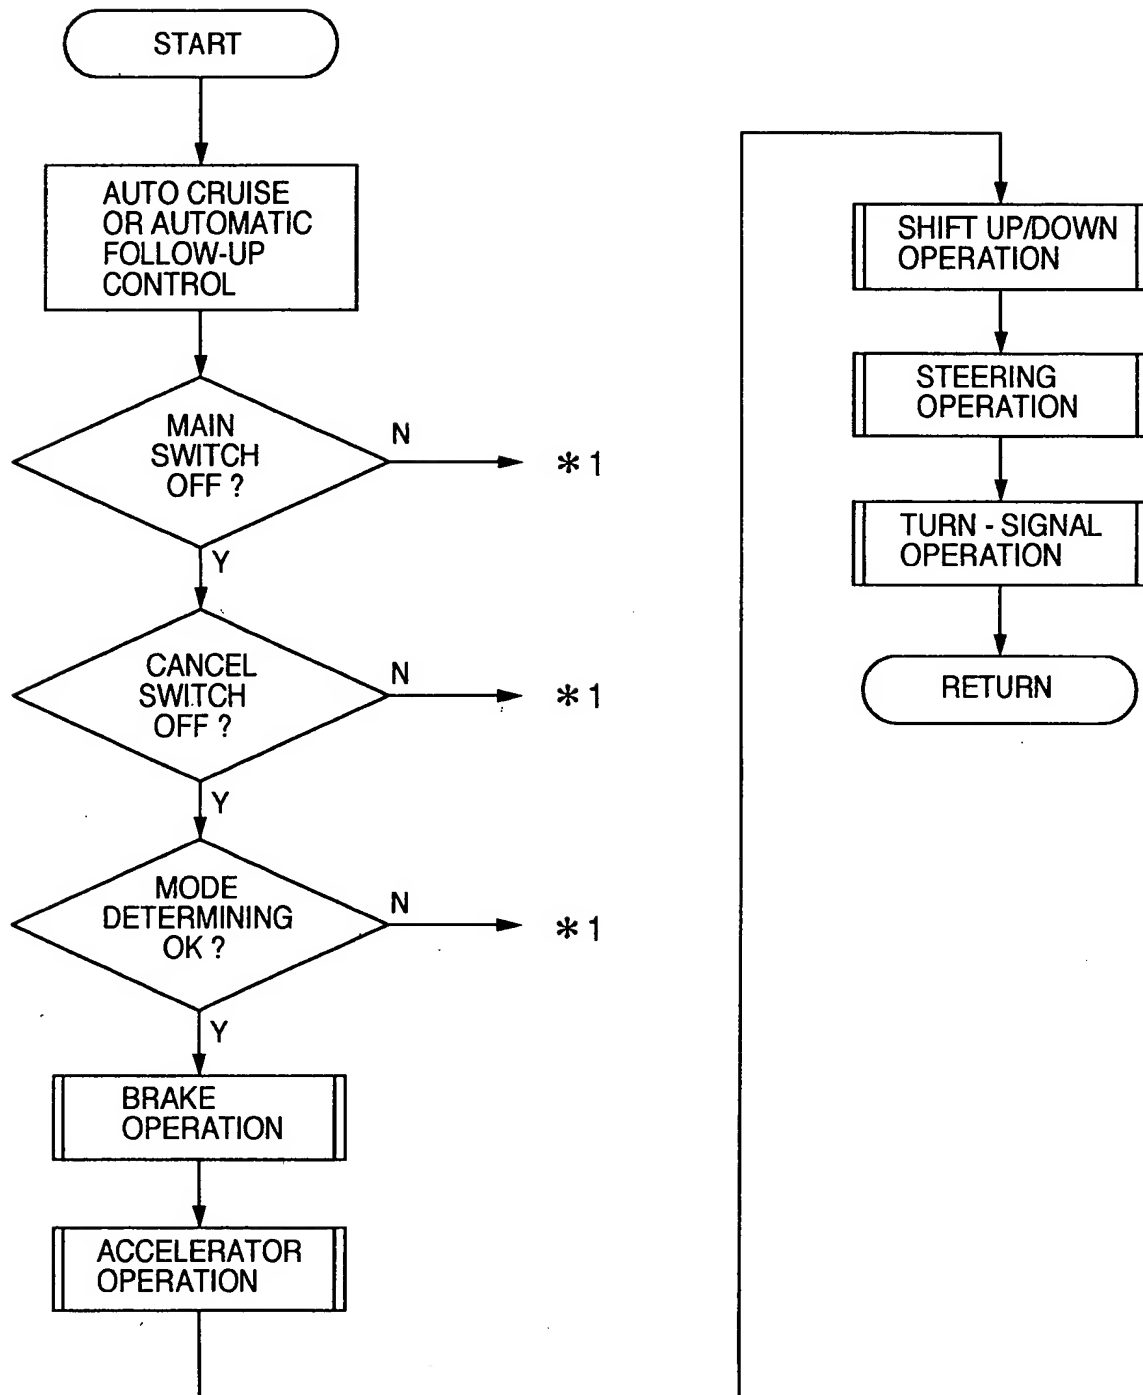 START
AUTO CRUISE
OR AUTOMATIC
FOLLOW-UP
CONTROL
MAIN
SWITCH
OFF ?
N
*1
Y
CANCEL
SWITCH
OFF ?
N
*1
Y
MODE
DETERMINING
OK ?
N
*1
Y
BRAKE
OPERATION
ACCELERATOR
OPERATION
SHIFT UP/DOWN
OPERATION
STEERING
OPERATION
TURN - SIGNAL
OPERATION
RETURN